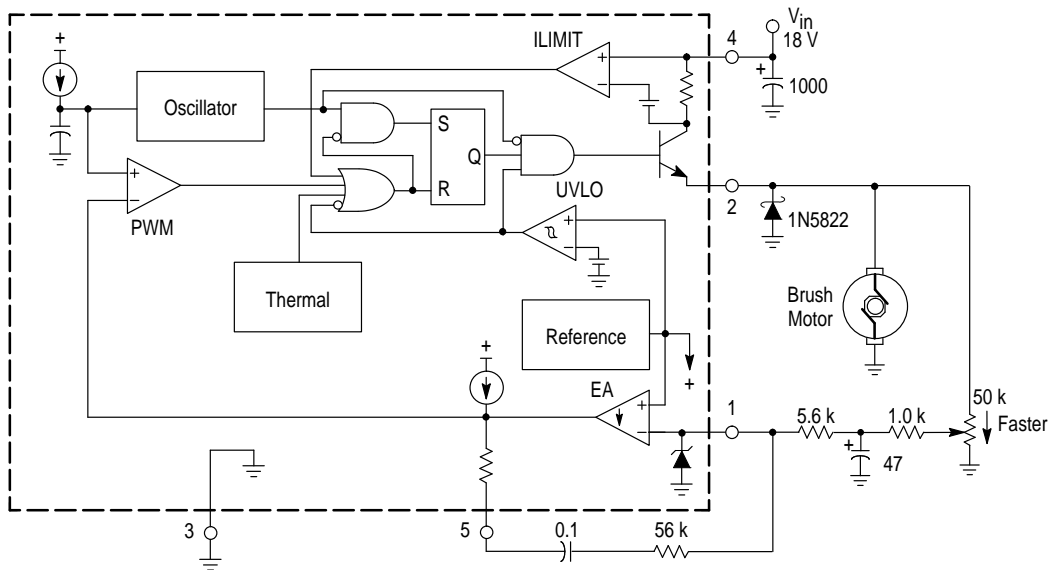 +
Oscillator
ILIMIT
+
−
4
Vin
18 V
+
1000
S
Q
R
+
−
PWM
UVLO
+
−
2
1N5822
Thermal
Brush
Motor
Reference
+
+
EA
+
−
1
5.6 k
1.0 k
50 k
Faster
+
47
3
5
0.1
56 k